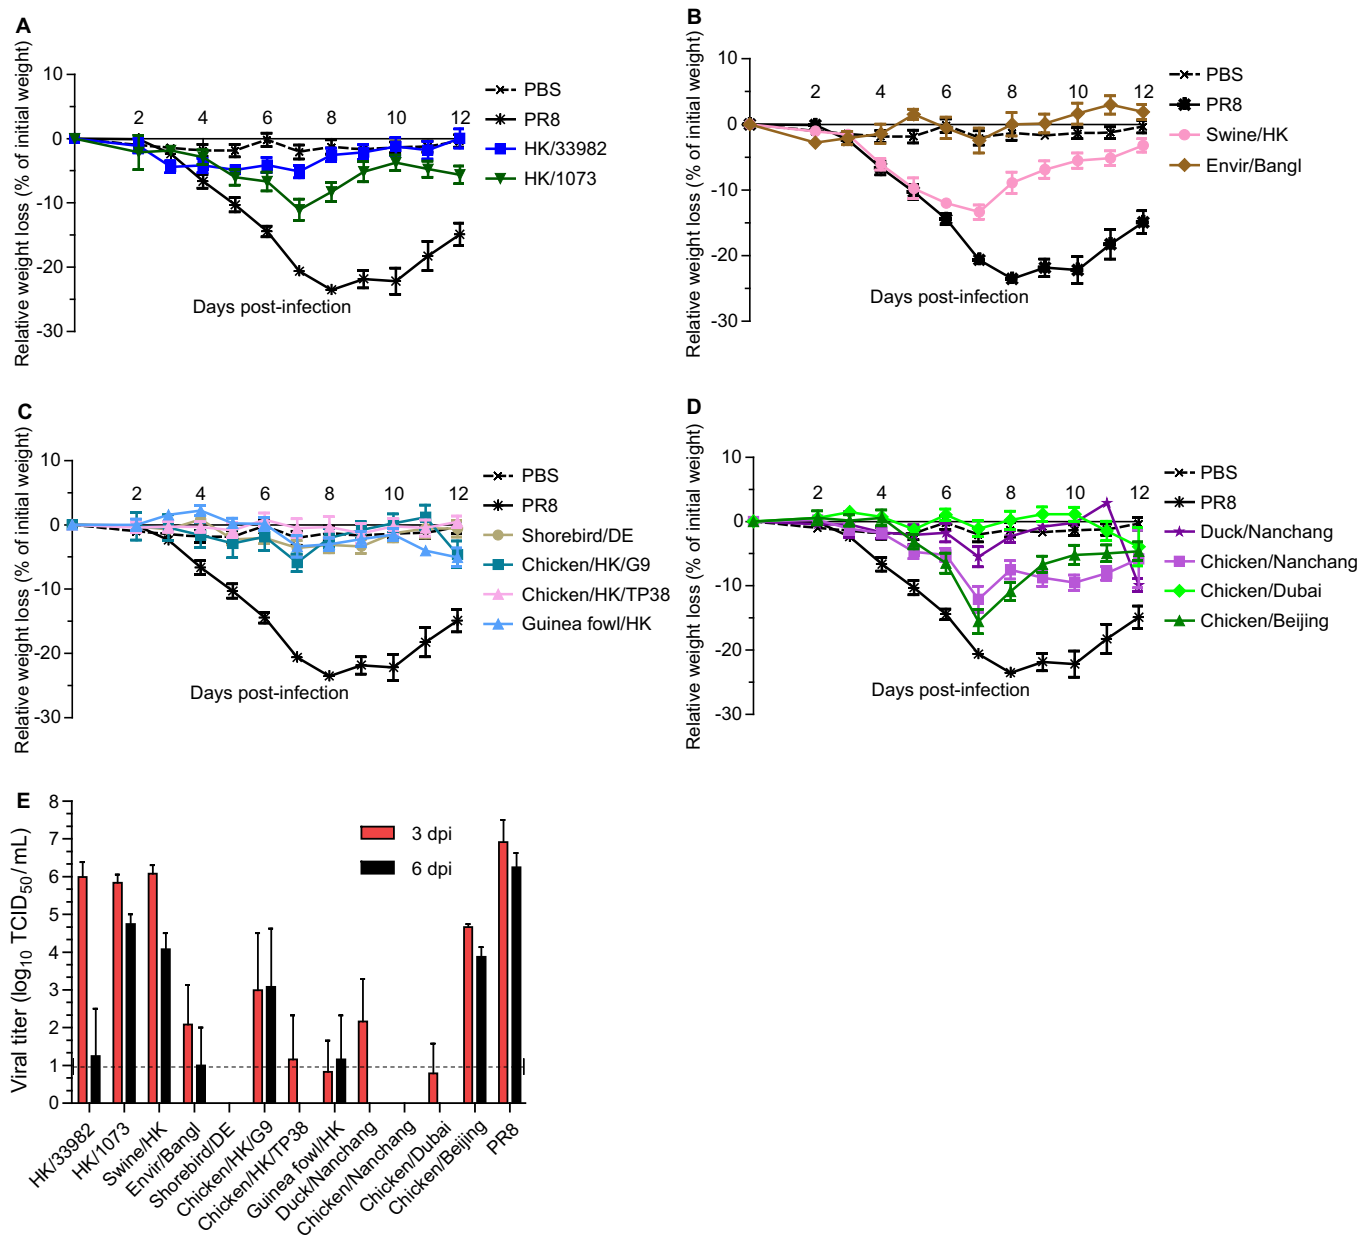 A
Relative weight loss (% of initial weight)
10
0
-10
-20
-30
2 4 6 8 10 12
Days post-infection
PBS
PR8
HK/33982
HK/1073
B
Relative weight loss (% of initial weight)
10
0
-10
-20
-30
2 4 6 8 10 12
Days post-infection
PBS
PR8
Swine/HK
Envir/Bangl
C
Relative weight loss (% of initial weight)
10
0
-10
-20
-30
2 4 6 8 10 12
Days post-infection
PBS
PR8
Shorebird/DE
Chicken/HK/G9
Chicken/HK/TP38
Guinea fowl/HK
D
Relative weight loss (% of initial weight)
10
0
-10
-20
-30
2 4 6 8 10 12
Days post-infection
PBS
PR8
Duck/Nanchang
Chicken/Nanchang
Chicken/Dubai
Chicken/Beijing
E
Viral titer (log10 TCID50/mL)
8
7
6
5
4
3
2
1
0
3 dpi
6 dpi
HK/33982
HK/1073
Swine/HK
Envir/Bangl
Shorebird/DE
Chicken/HK/G9
Chicken/HK/TP38
Guinea fowl/HK
Duck/Nanchang
Chicken/Nanchang
Chicken/Dubai
Chicken/Beijing
PR8